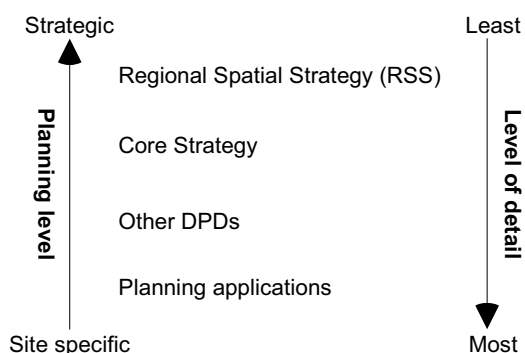 Strategic
Least
Regional Spatial Strategy (RSS)
Core Strategy
Other DPDs
Planning applications
Planning level
Level of detail
Site specific
Most